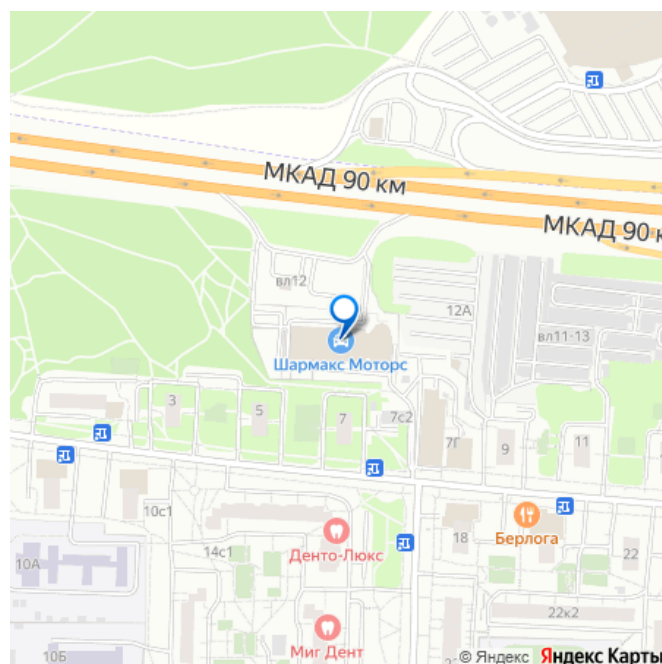 МКАД 90 км
МКАД 90 к
вл12
12А
вл11-13
Шармакс Моторс
3
5
7
7с2
7Г
9
11
10с1
Берлога
18
22
14с1
Денто-Люкс
10А
22к2
Миг Дент
10Б
© Яндекс Яндекс Карты